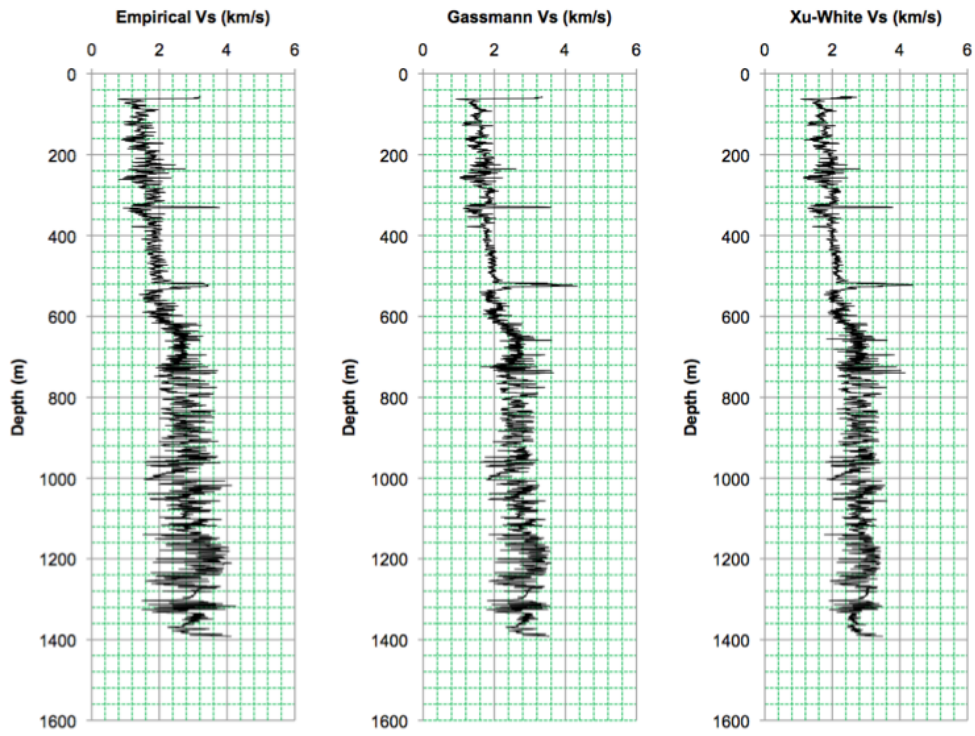 Empirical Vs (km/s) Gassmann Vs (km/s) Xu-White Vs (km/s)
0 2 4 6 0 2 4 6 0 2 4 6
0 0 0
200 200 200
400 400 400
600 600 600
800 800 800
1000 1000 1000
1200 1200 1200
1400 1400 1400
1600 1600 1600
Depth (m) Depth (m) Depth (m)